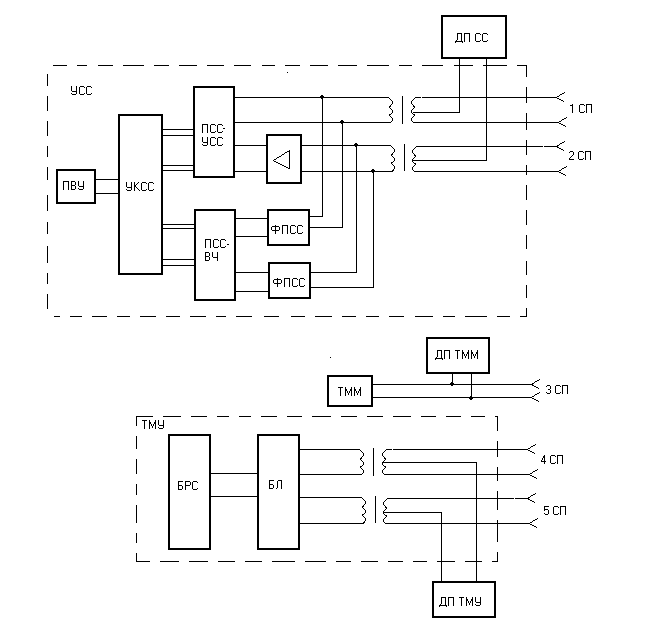 ДП СС
УСС
1 СП
ПСС-
УСС
2 СП
ПВУ
УКСС
ФПСС
ПСС-
ВЧ
ФПСС
ДП ТММ
ТММ
3 СП
ТМУ
4 СП
БРС
БЛ
5 СП
ДП ТМУ